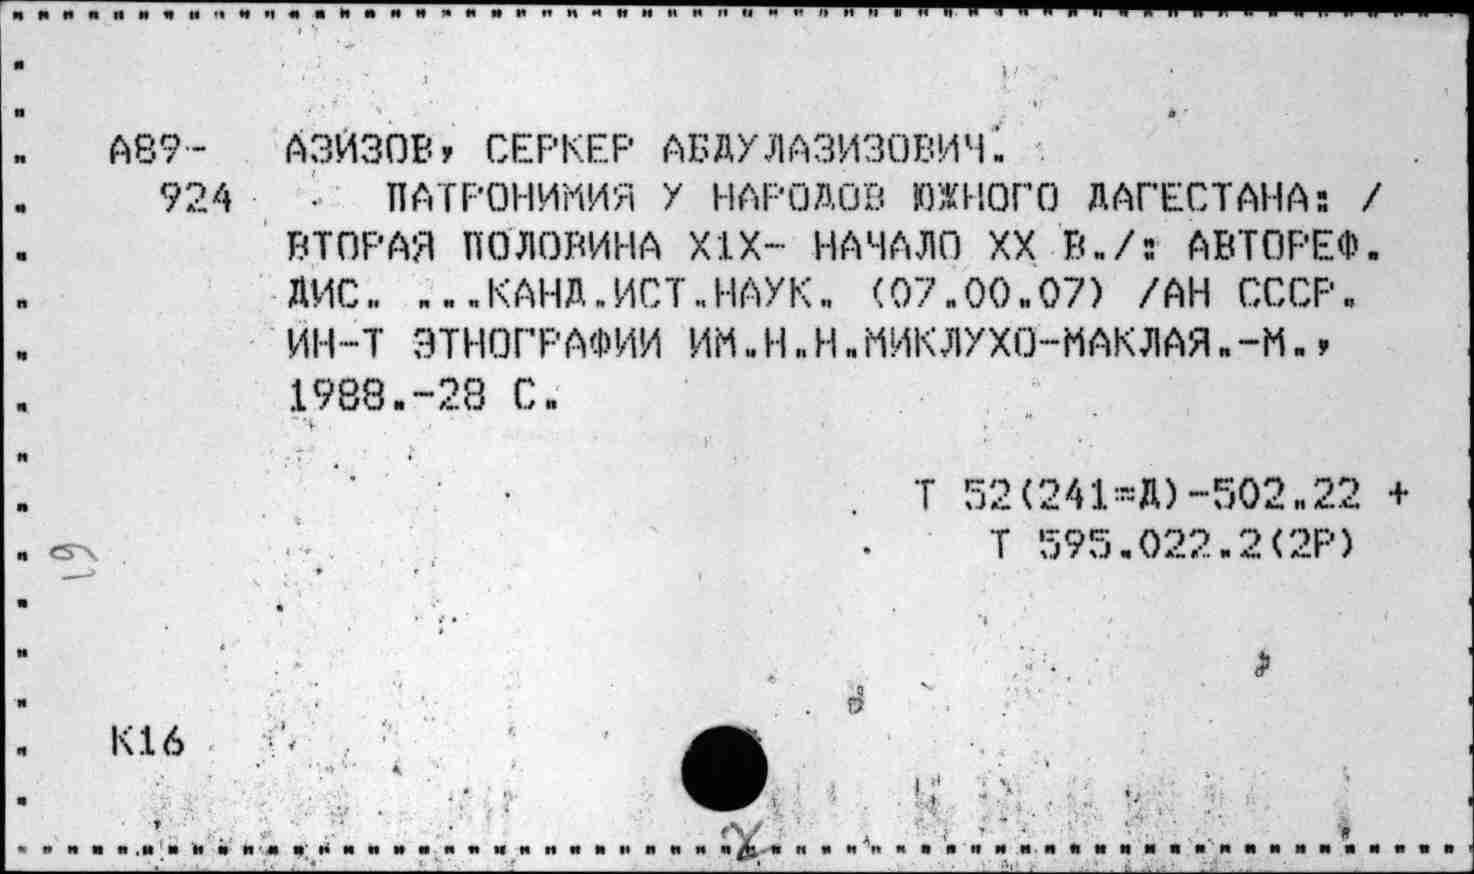 А89- АЗИЗОВ, СЕРКЕР АБДУЛАЗИЗОВИЧ.
924 ПАТРОНИМИЯ У НАРОДОВ ЮЖНОГО ДАГЕСТАНА: /
ВТОРАЯ ПОЛОВИНА Х1Х- НАЧАЛО ХХ В./: АВТОРЕФ.
ДИС. ...КАНД.ИСТ.НАУК. (07.00.07) /АН СССР.
ИН-Т ЭТНОГРАФИИ ИМ.Н.Н.МИКЛУХО-МАКЛАЯ.-М.,
1988.-28 С.
Т 52(241=Д)-502.22 +
Т 595.022.2(2Р)
К16